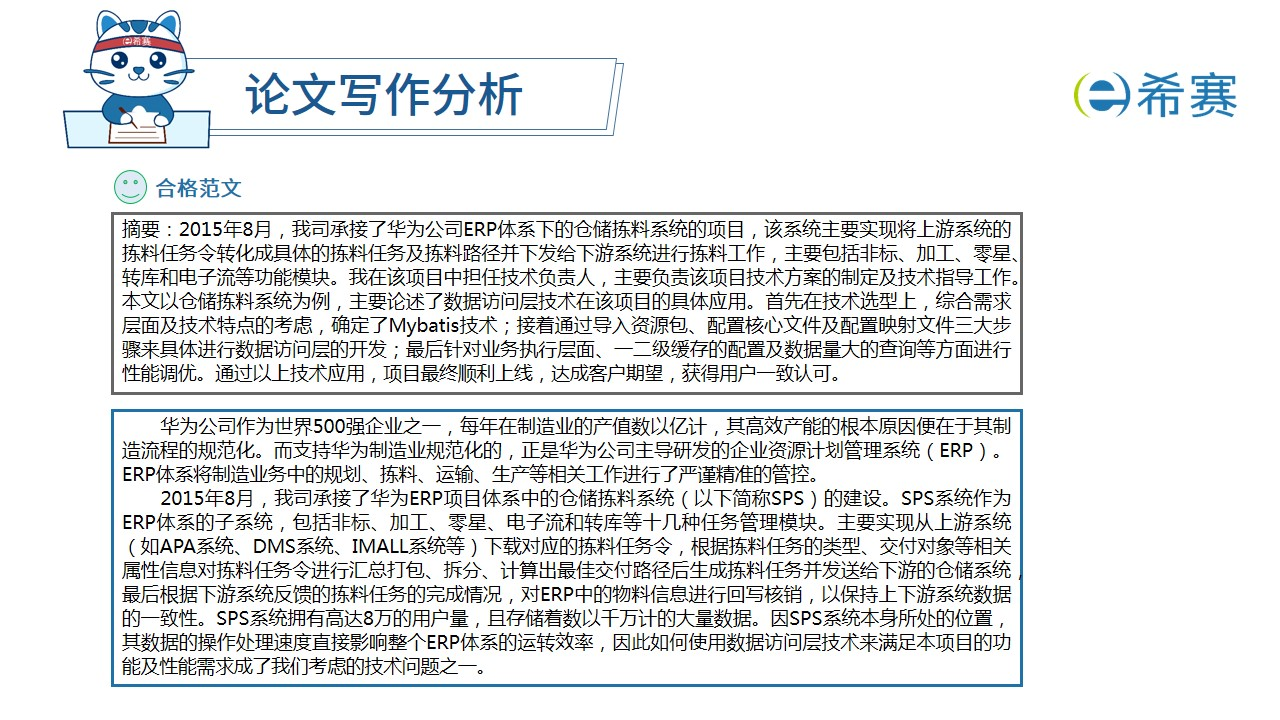 希赛
论文写作分析
希赛
合格范文
摘要：2015年8月，我司承接了华为公司ERP体系下的仓储拣料系统的项目，该系统主要实现将上游系统的
拣料任务令转化成具体的拣料任务及拣料路径并下发给下游系统进行拣料工作，主要包括非标、加工、零星、
转库和电子流等功能模块。我在该项目中担任技术负责人，主要负责该项目技术方案的制定及技术指导工作。
本文以仓储拣料系统为例，主要论述了数据访问层技术在该项目的具体应用。首先在技术选型上，综合需求
层面及技术特点的考虑，确定了Mybatis技术；接着通过导入资源包、配置核心文件及配置映射文件三大步
骤来具体进行数据访问层的开发；最后针对业务执行层面、一二级缓存的配置及数据量大的查询等方面进行
性能调优。通过以上技术应用，项目最终顺利上线，达成客户期望，获得用户一致认可。
华为公司作为世界500强企业之一，每年在制造业的产值数以亿计，其高效产能的根本原因便在于其制
造流程的规范化。而支持华为制造业规范化的，正是华为公司主导研发的企业资源计划管理系统（ERP）。
ERP体系将制造业务中的规划、拣料、运输、生产等相关工作进行了严谨精准的管控。
2015年8月，我司承接了华为ERP项目体系中的仓储拣料系统（以下简称SPS）的建设。SPS系统作为
ERP体系的子系统，包括非标、加工、零星、电子流和转库等十几种任务管理模块。主要实现从上游系统
（如APA系统、DMS系统、IMALL系统等）下载对应的拣料任务令，根据拣料任务的类型、交付对象等相关
属性信息对拣料任务令进行汇总打包、拆分、计算出最佳交付路径后生成拣料任务并发送给下游的仓储系统，
最后根据下游系统反馈的拣料任务的完成情况，对ERP中的物料信息进行回写核销，以保持上下游系统数据
的一致性。SPS系统拥有高达8万的用户量，且存储着数以千万计的大量数据。因SPS系统本身所处的位置，
其数据的操作处理速度直接影响整个ERP体系的运转效率，因此如何使用数据访问层技术来满足本项目的功
能及性能需求成了我们考虑的技术问题之一。